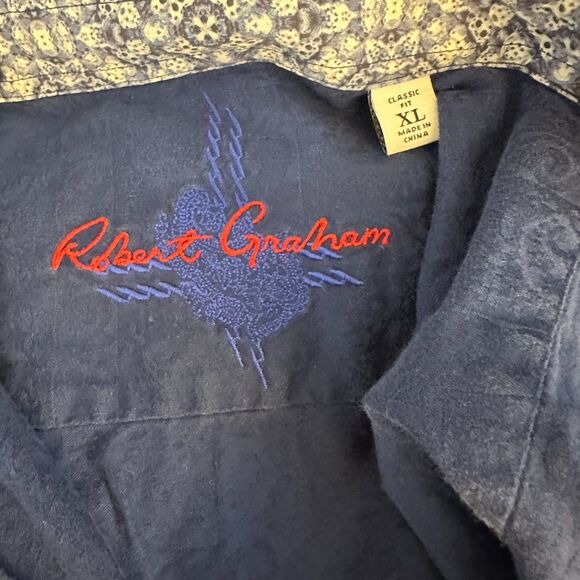 CLASSIC
FIT
XL
MADE IN
CHINA
Robert Graham